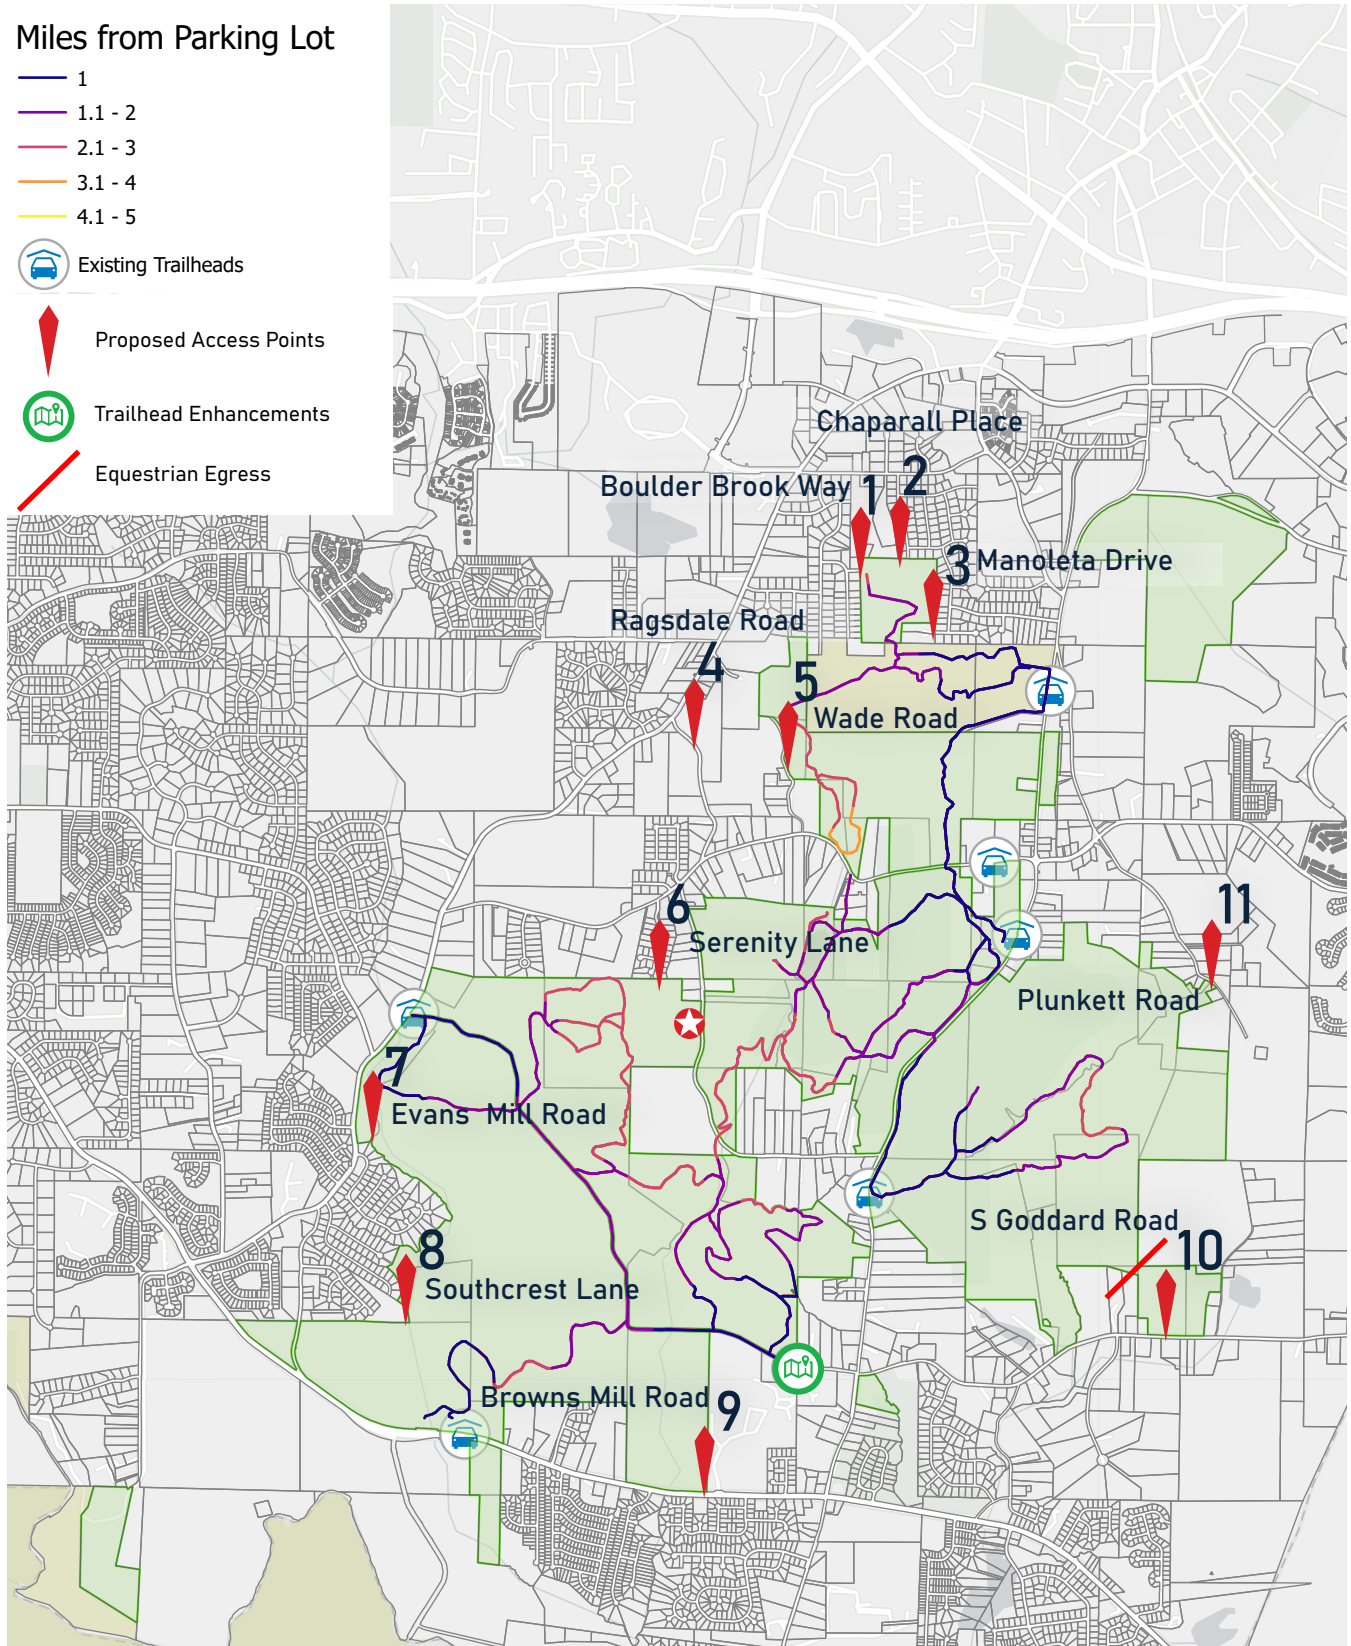 Miles from Parking Lot
1
1.1 - 2
2.1 - 3
3.1 - 4
4.1 - 5
Existing Trailheads
Proposed Access Points
Trailhead Enhancements
Equestrian Egress
Chaparall Place
2
Boulder Brook Way 1
3 Manoleta Drive
Ragsdale Road
4
5
Wade Road
6
Serenity Lane
11
Plunkett Road
7
Evans Mill Road
S Goddard Road
10
8
Southcrest Lane
Browns Mill Road 9